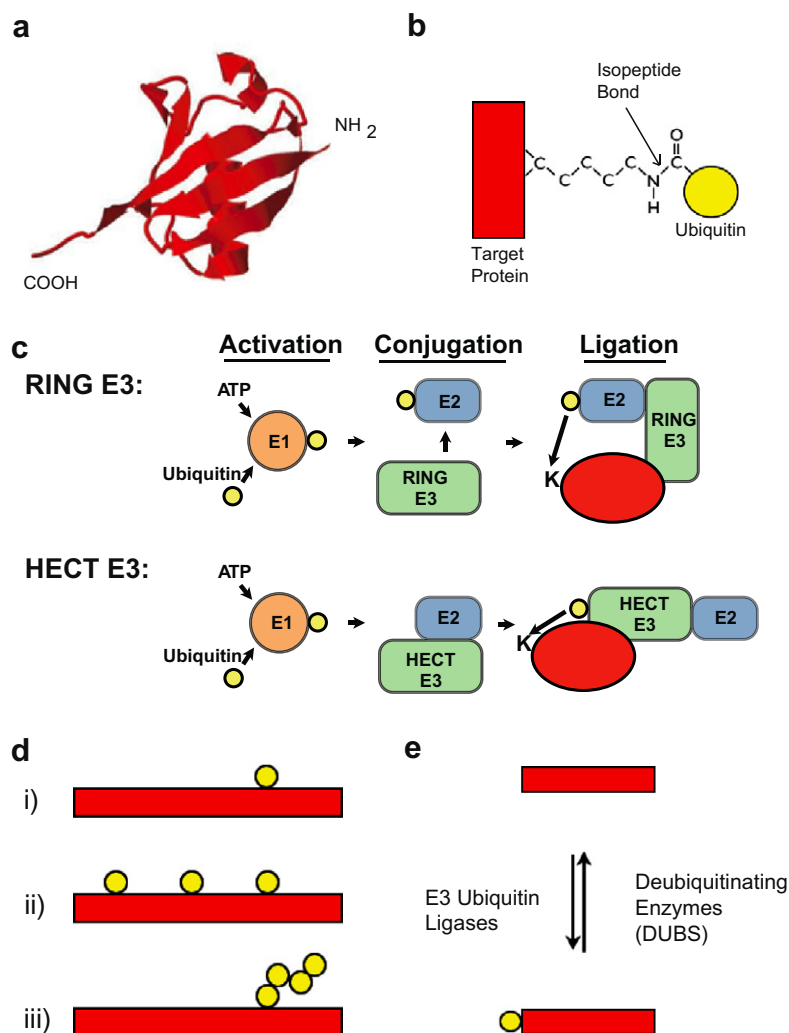 a
NH 2
COOH
b
Isopeptide
Bond
O
C C C C C N C
H
Target
Protein
Ubiquitin
c
Activation Conjugation Ligation
RING E3:
ATP
E1
Ubiquitin
E2
RING
E3
E2
RING
E3
K
HECT E3:
ATP
E1
Ubiquitin
E2
HECT
E3
HECT
E3
E2
K
d
i)
ii)
iii)
e
E3 Ubiquitin
Ligases
Deubiquitinating
Enzymes
(DUBS)